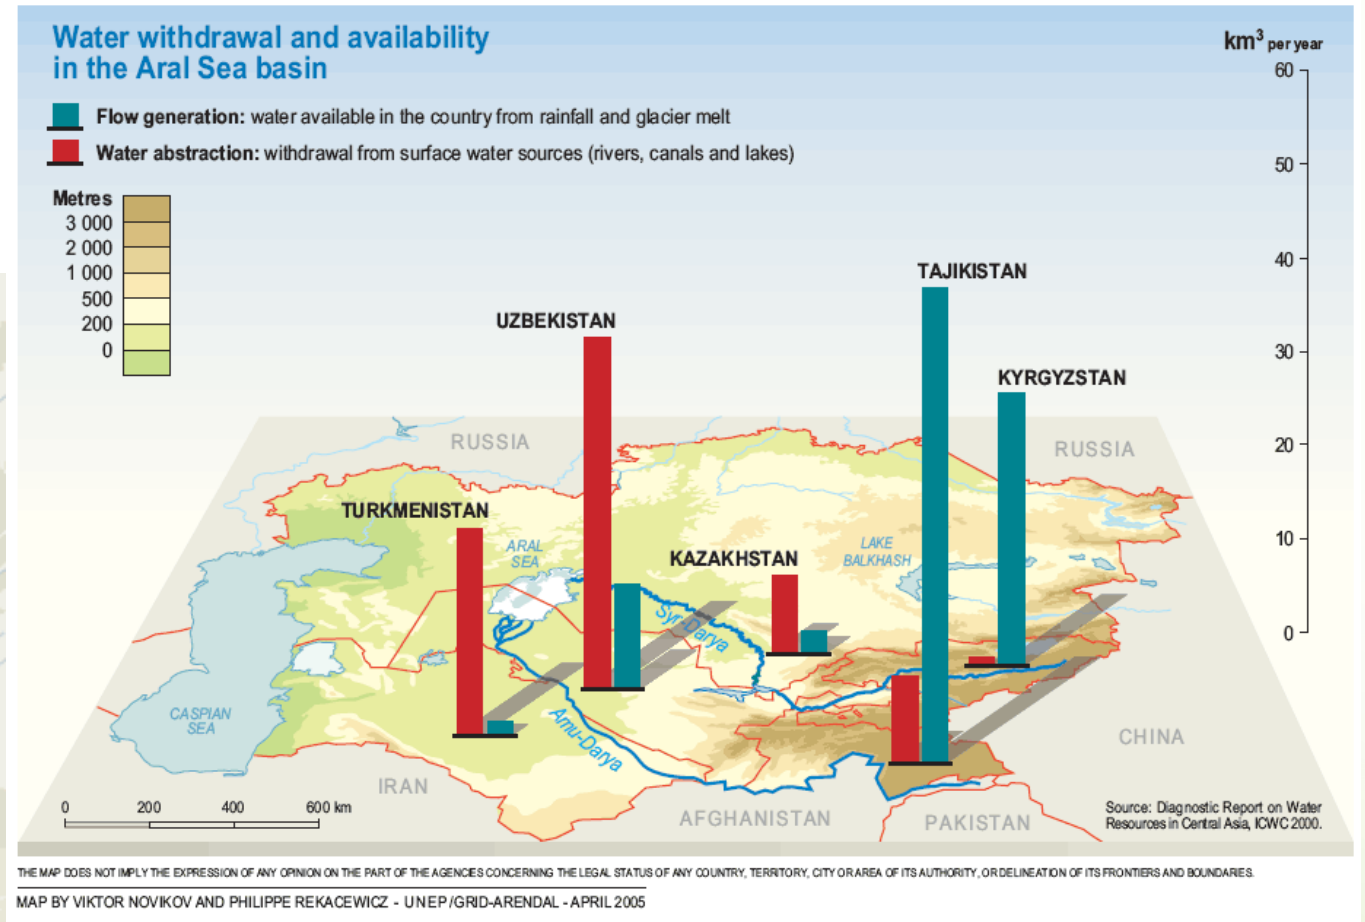 Water withdrawal and availability
in the Aral Sea basin
km³ per year
Flow generation: water available in the country from rainfall and glacier melt
Water abstraction: withdrawal from surface water sources (rivers, canals and lakes)
Metres
3 000
2 000
1 000
500
200
0
60
50
40
30
20
10
0
TAJIKISTAN
UZBEKISTAN
KYRGYZSTAN
RUSSIA
RUSSIA
TURKMENISTAN
ARAL
SEA
KAZAKHSTAN
LAKE
BALKHASH
Syr-Darya
CASPIAN
SEA
Amu-Darya
CHINA
IRAN
AFGHANISTAN
PAKISTAN
0 200 400 600 km
Source: Diagnostic Report on Water
Resources in Central Asia, ICWC 2000.
THE MAP DOES NOT IMPLY THE EXPRESSION OF ANY OPINION ON THE PART OF THE AGENCIES CONCERNING THE LEGAL STATUS OF ANY COUNTRY, TERRITORY, CITY OR AREA OF ITS AUTHORITY, OR DELINEATION OF ITS FRONTIERS AND BOUNDARIES.
MAP BY VIKTOR NOVIKOV AND PHILIPPE REKACEWICZ - UNEP/GRID-ARENDAL - APRIL 2005